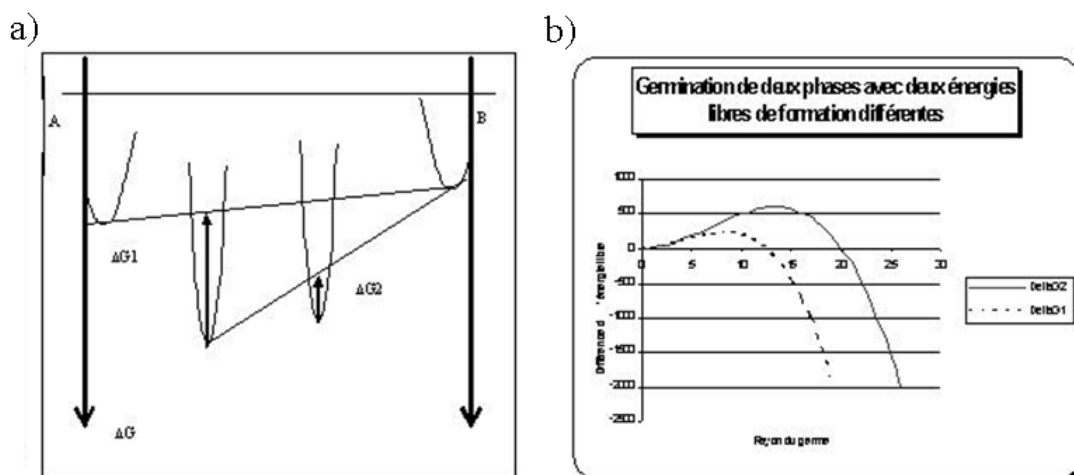 a)
b)
A
B
ΔG1
ΔG2
ΔG
Germination de deux phases avec deux énergies
libres de formation différentes
1000
500
0
-500
-1000
-1500
-2000
-2500
0 5 10 15 20 25 30
Rayon du germe
DeltaG2
DeltaG1